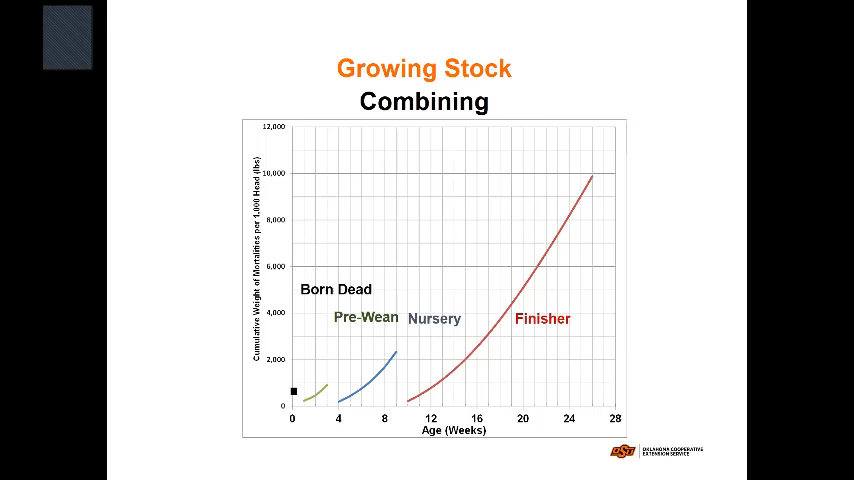 Growing Stock
Combining
12,000
10,000
8,000
6,000
4,000
2,000
0
Cumulative Weight of Mortalities per 1,000 Head (lbs)
Born Dead
Pre-Wean
Nursery
Finisher
0 4 8 12 16 20 24 28
Age (Weeks)
OSU
OKLAHOMA COOPERATIVE
EXTENSION SERVICE